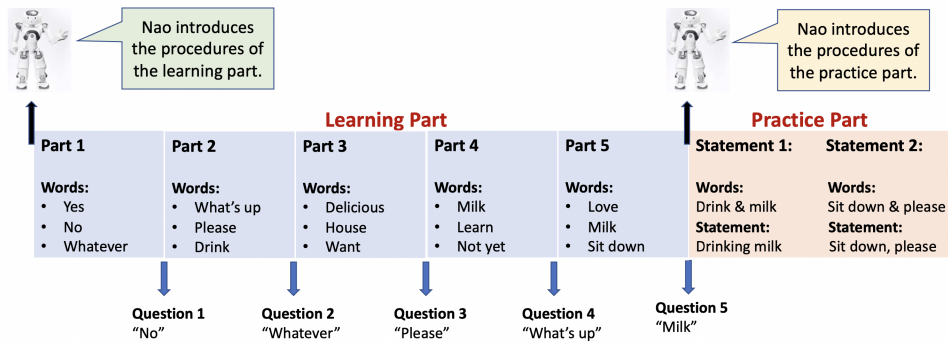 Nao introduces
the procedures of
the learning part.
Nao introduces
the procedures of
the practice part.
Learning Part
Practice Part
Part 1
Words:
• Yes
• No
• Whatever
Part 2
Words:
• What's up
• Please
• Drink
Part 3
Words:
• Delicious
• House
• Want
Part 4
Words:
• Milk
• Learn
• Not yet
Part 5
Words:
• Love
• Milk
• Sit down
Statement 1:
Words:
Drink & milk
Statement:
Drinking milk
Statement 2:
Words:
Sit down & please
Statement:
Sit down, please
Question 1
“No”
Question 2
“Whatever”
Question 3
“Please”
Question 4
“What's up”
Question 5
“Milk”